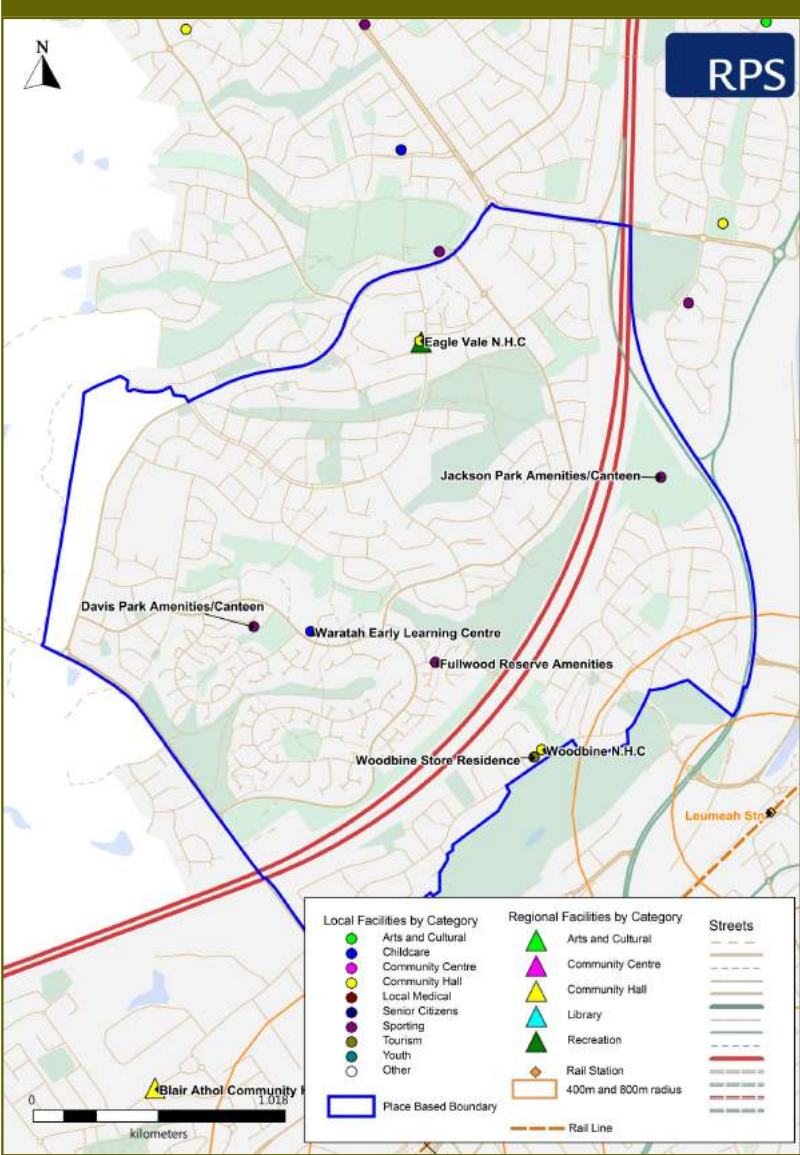 N
RPS
Eagle Vale N.H.C
Jackson Park Amenities/Canteen
Davis Park Amenities/Canteen
Waratah Early Learning Centre
Fullwood Reserve Amenities
Woodbine N.H.C
Woodbine Store Residence
Leumeah Stn
Local Facilities by Category
Arts and Cultural
Childcare
Community Centre
Community Hall
Local Medical
Senior Citizens
Sporting
Tourism
Youth
Other
Place Based Boundary
Regional Facilities by Category
Arts and Cultural
Community Centre
Community Hall
Library
Recreation
Rail Station
400m and 800m radius
Rail Line
Streets
Blair Athol Community
0
1.018
kilometers